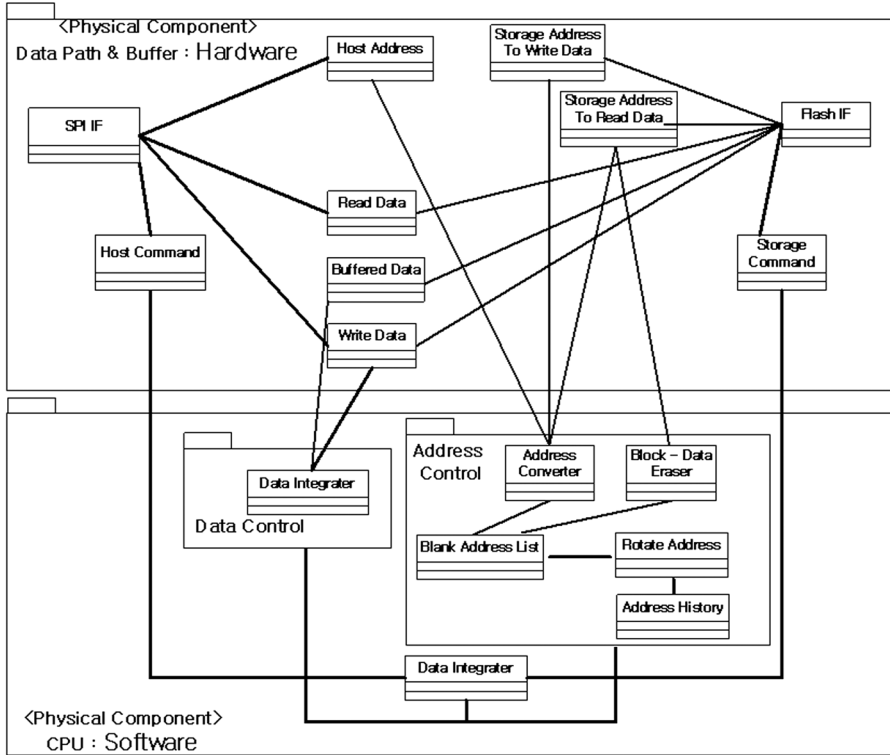 <Physical Component>
Data Path & Buffer : Hardware
Host Address
Storage Address
To Write Data
Storage Address
To Read Data
SPI IF
Flash IF
Read Data
Host Command
Buffered Data
Storage
Command
Write Data
Address
Control
Address
Converter
Block - Data
Eraser
Data Integrater
Data Control
Blank Address List
Rotate Address
Address History
Data Integrater
<Physical Component>
CPU : Software